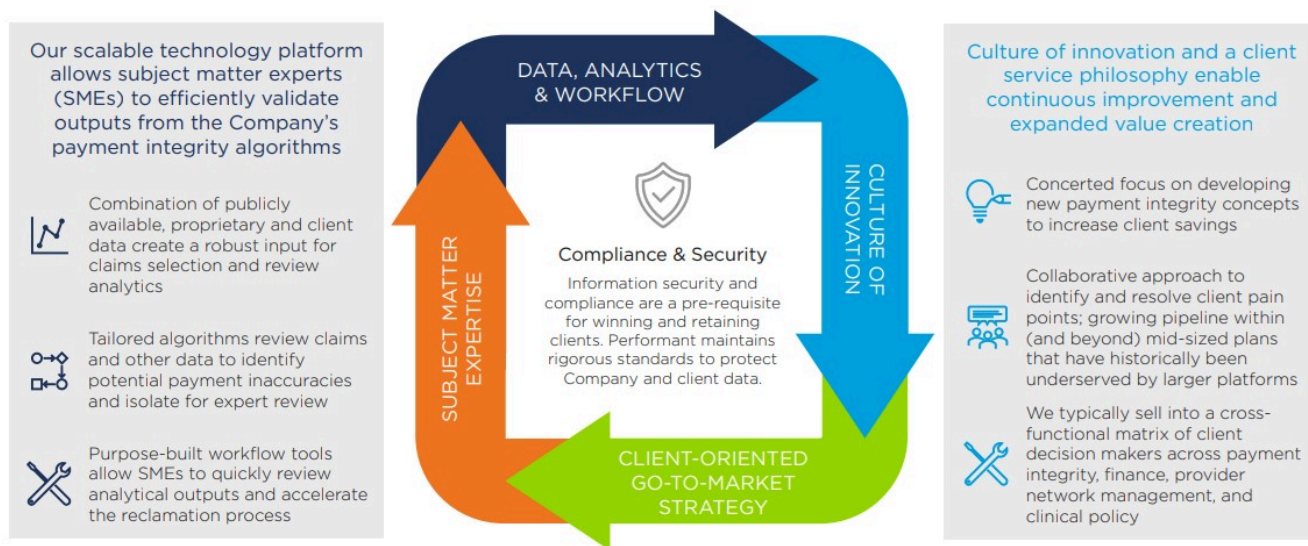 Our scalable technology platform
allows subject matter experts
(SMEs) to efficiently validate
outputs from the Company's
payment integrity algorithms
Combination of publicly
available, proprietary and client
data create a robust input for
claims selection and review
analytics
Tailored algorithms review claims
and other data to identify
potential payment inaccuracies
and isolate for expert review
Purpose-built workflow tools
allow SMEs to quickly review
analytical outputs and accelerate
the reclamation process
DATA, ANALYTICS
& WORKFLOW
CULTURE OF
INNOVATION
CLIENT-ORIENTED
GO-TO-MARKET
STRATEGY
SUBJECT MATTER
EXPERTISE
Compliance & Security
Information security and
compliance are a pre-requisite
for winning and retaining
clients. Performant maintains
rigorous standards to protect
Company and client data.
Culture of innovation and a client
service philosophy enable
continuous improvement and
expanded value creation
Concerted focus on developing
new payment integrity concepts
to increase client savings
Collaborative approach to
identify and resolve client pain
points; growing pipeline within
(and beyond) mid-sized plans
that have historically been
underserved by larger platforms
We typically sell into a cross-
functional matrix of client
decision makers across payment
integrity, finance, provider
network management, and
clinical policy